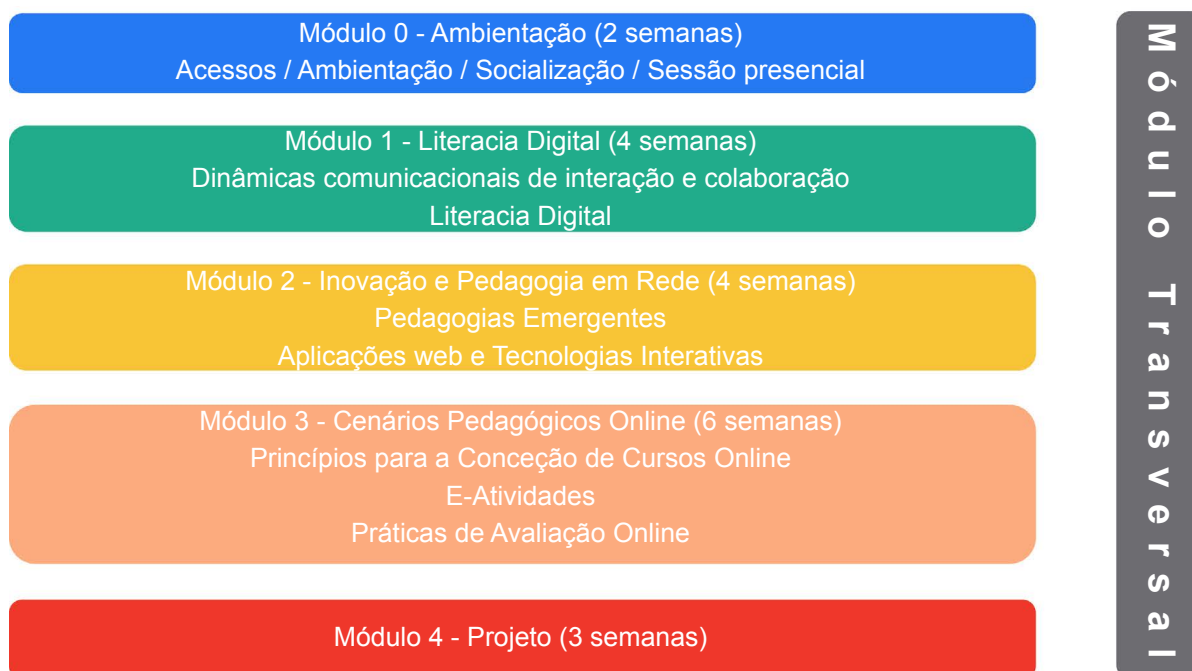 Módulo 0 - Ambientação (2 semanas)
Acessos / Ambientação / Socialização / Sessão presencial
Módulo 1 - Literacia Digital (4 semanas)
Dinâmicas comunicacionais de interação e colaboração
Literacia Digital
Módulo 2 - Inovação e Pedagogia em Rede (4 semanas)
Pedagogias Emergentes
Aplicações web e Tecnologias Interativas
Módulo 3 - Cenários Pedagógicos Online (6 semanas)
Princípios para a Conceção de Cursos Online
E-Atividades
Práticas de Avaliação Online
Módulo 4 - Projeto (3 semanas)
Módulo Transversal